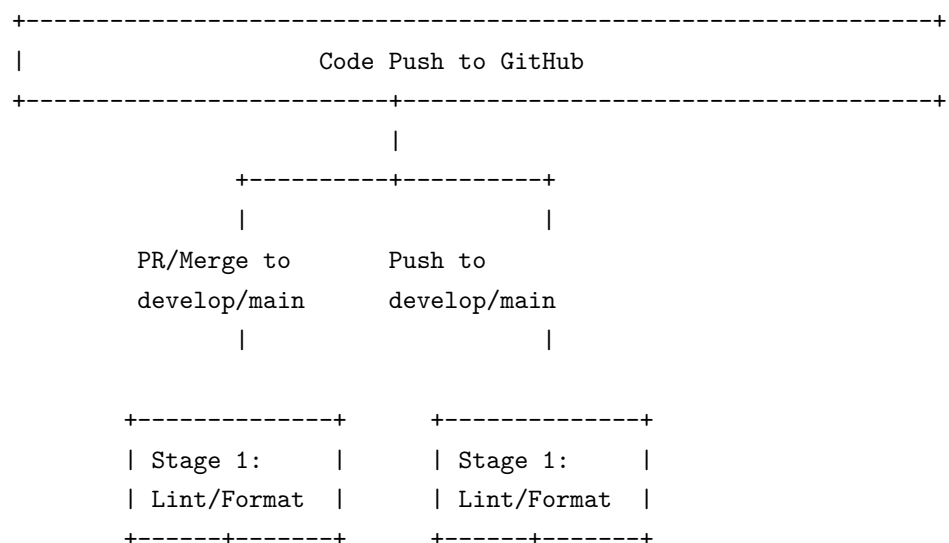 Code Push to GitHub
PR/Merge to Push to
develop/main develop/main
Stage 1: Stage 1:
Lint/Format Lint/Format